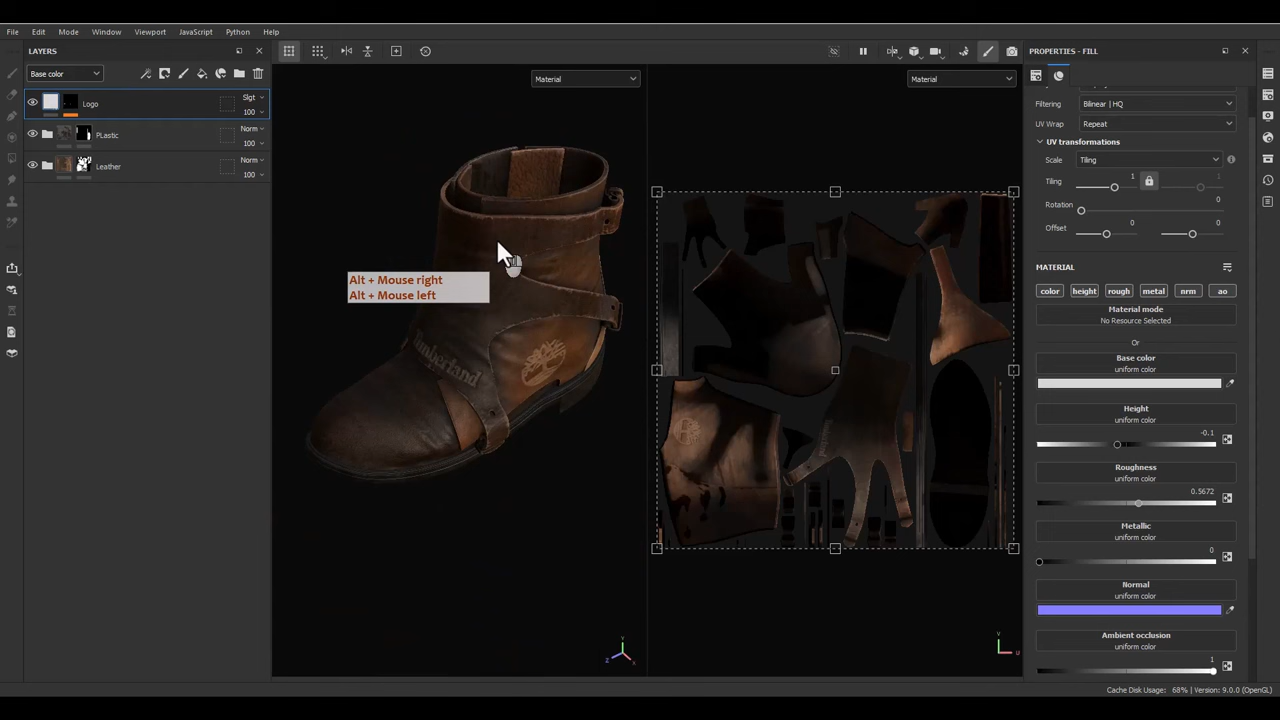 File Edit Mode Window Viewport JavaScript Python Help
LAYERS
Base color
Logo
Slgt
100
PLastic
Norm
100
Leather
Norm
100
Material
Material
Alt + Mouse right
Alt + Mouse left
Timberland
Cache Disk Usage: 68% | Version: 9.0.0 (OpenGL)
PROPERTIES - FILL
Filtering Bilinear | HQ
UV Wrap Repeat
UV transformations
Scale Tiling
Tiling 1
Rotation 0
Offset 0 0
MATERIAL
color height rough metal nrm ao
Material mode
No Resource Selected
Or
Base color
uniform color
Height
uniform color
-0.1
Roughness
uniform color
0.5672
Metallic
uniform color
0
Normal
uniform color
Ambient occlusion
uniform color
1